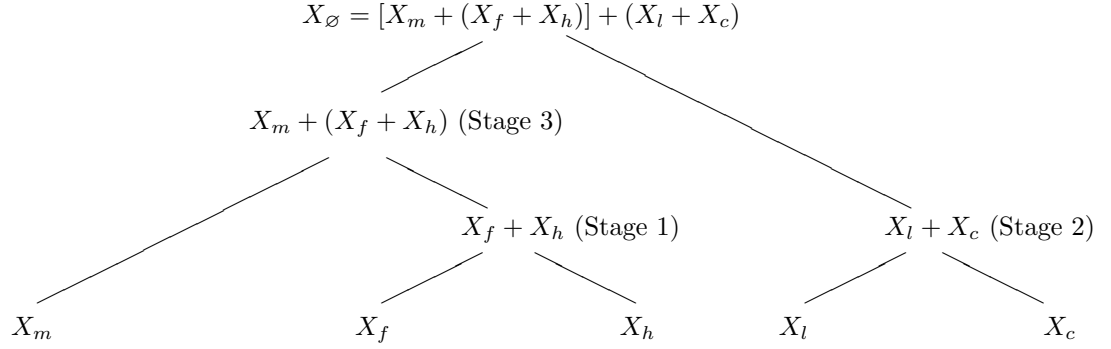 X_∅ = [X_m + (X_f + X_h)] + (X_l + X_c)
X_m + (X_f + X_h) (Stage 3)
X_f + X_h (Stage 1) X_l + X_c (Stage 2)
X_m X_f X_h X_l X_c